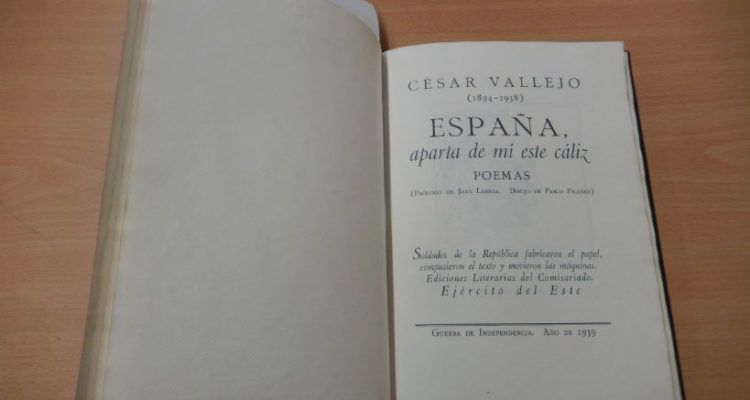 CÉSAR VALLEJO
(1894-1938)
ESPAÑA,
aparta de mí este cáliz
POEMAS
(Prólogo de Juan Larrea. Dibujo de Pablo Picasso)
Soldados de la República fabricaron el papel,
compusieron el texto y movieron las máquinas.
Ediciones Literarias del Comisariado.
Ejército del Este
Guerra de Independencia. Año de 1939